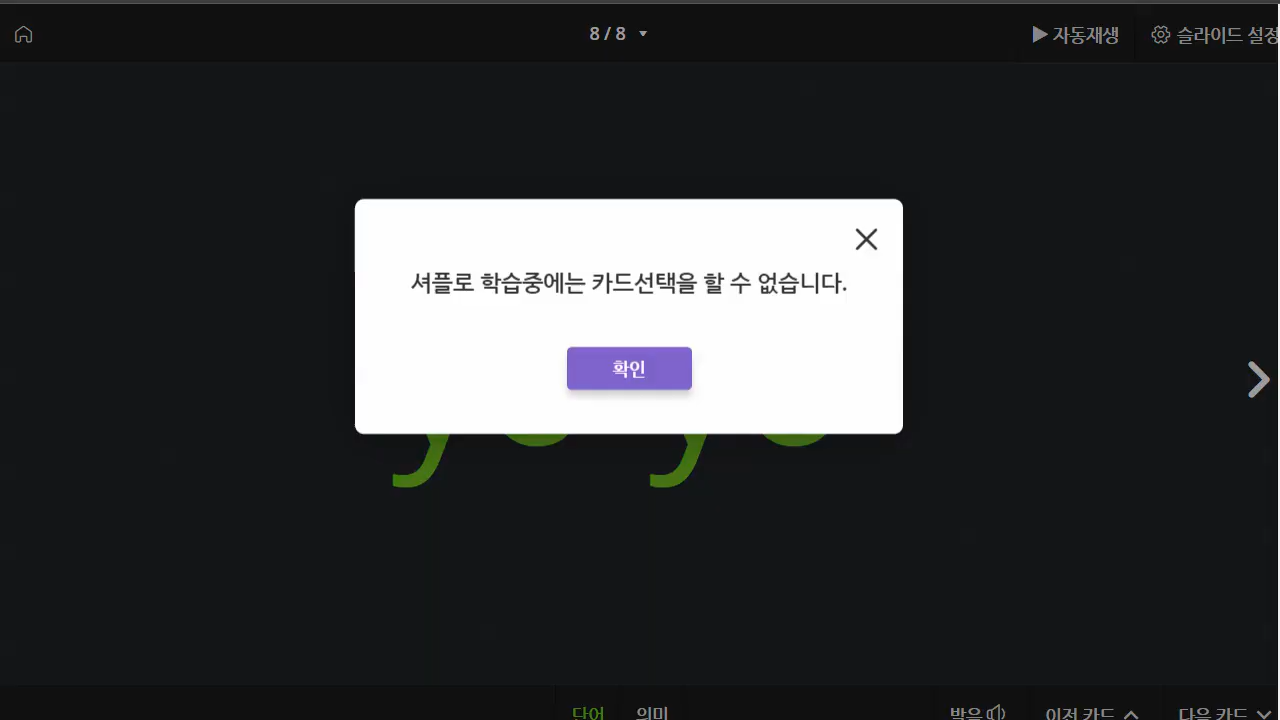 8 / 8
자동재생
슬라이드 설정
셔플로 학습중에는 카드선택을 할 수 없습니다.
확인
단어
의미
발음
이전 카드
다음 카드